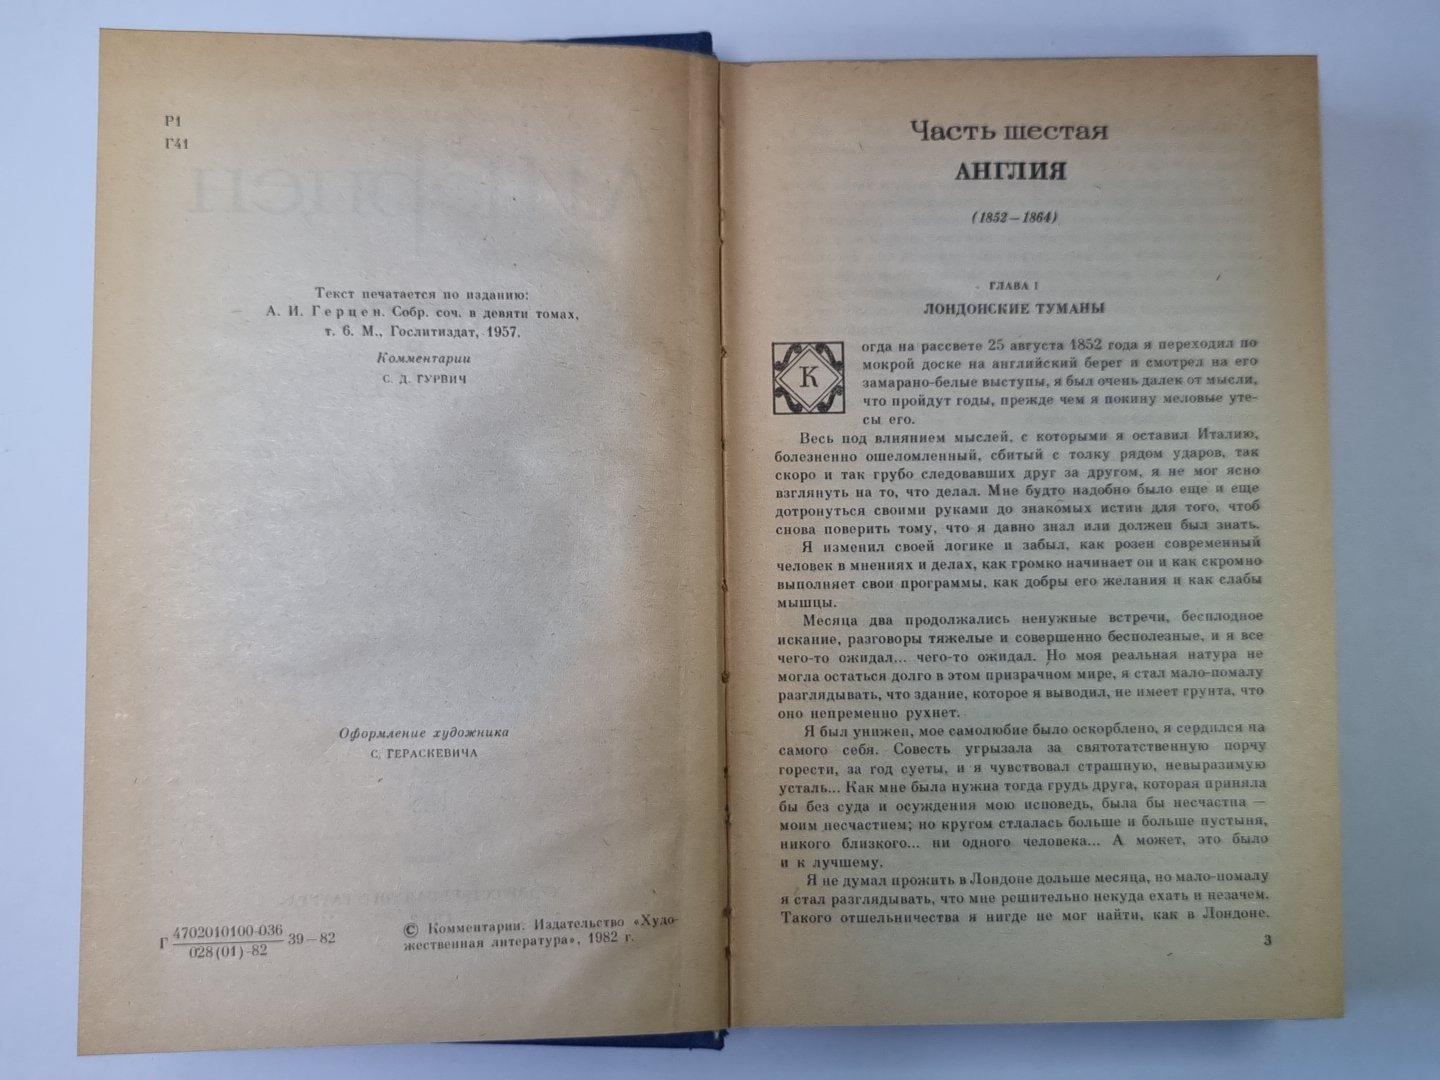 Р1
Г41
Текст печатается по изданию:
А. И. Герцен. Собр. соч. в девяти томах,
т. 6. М., Гослитиздат, 1957.
Комментарии
С. Д. ГУРВИЧ
Оформление художника
С. ГЕРАСКЕВИЧА
Г 4702010100-036 39—82
028(01)-82
© Комментарии. Издательство «Худо-
жественная литература», 1982 г.
Часть шестая
АНГЛИЯ
(1852—1864)
ГЛАВА I
ЛОНДОНСКИЕ ТУМАНЫ
Когда на рассвете 25 августа 1852 года я переходил по
мокрой доске на английский берег и смотрел на его
замарано-белые выступы, я был очень далек от мысли,
что пройдут годы, прежде чем я покину меловые уте-
сы его.
Весь под влиянием мыслей, с которыми я оставил Италию,
болезненно ошеломленный, сбитый с толку рядом ударов, так
скоро и так грубо следовавших друг за другом, я не мог ясно
взглянуть на то, что делал. Мне будто надобно было еще и еще
дотронуться своими руками до знакомых истин для того, чтоб
снова поверить тому, что я давно знал или должен был знать.
Я изменил своей логике и забыл, как розен современный
человек в мнениях и делах, как громко начинает он и как скромно
выполняет свои программы, как добры его желания и как слабы
мышцы.
Месяца два продолжались ненужные встречи, бесплодное
искание, разговоры тяжелые и совершенно бесполезные, и я все
чего-то ожидал... чего-то ожидал. Но моя реальная натура не
могла остаться долго в этом призрачном мире, я стал мало-помалу
разглядывать, что здание, которое я выводил, не имеет грунта, что
оно непременно рухнет.
Я был унижен, мое самолюбие было оскорблено, я сердился на
самого себя. Совесть угрызала за святотатственную порчу
горести, за год суеты, и я чувствовал страшную, невыразимую
усталь... Как мне была нужна тогда грудь друга, которая приняла
бы без суда и осуждения мою исповедь, была бы несчастна —
моим несчастием; но кругом стлалась больше и больше пустыня,
никого близкого... ни одного человека... А может, это было
и к лучшему.
Я не думал прожить в Лондоне дольше месяца, но мало-помалу
я стал разглядывать, что мне решительно некуда ехать и незачем.
Такого отшельничества я нигде не мог найти, как в Лондоне.
3